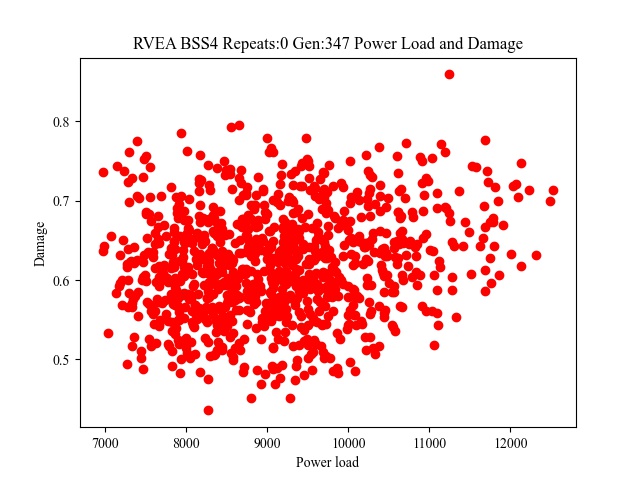 RVEA BSS4 Repeats:0 Gen:347 Power Load and Damage
0.8
0.7
0.6
0.5
Damage
7000 8000 9000 10000 11000 12000
Power load